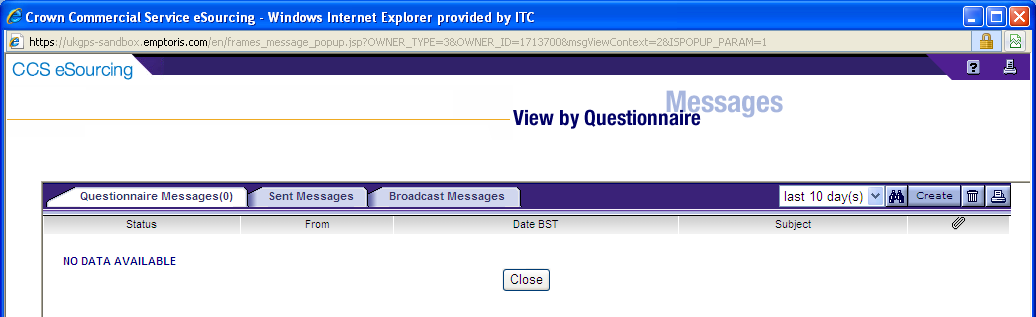 Crown Commercial Service eSourcing - Windows Internet Explorer provided by ITC
https://ukgps-sandbox.emptoris.com/en/frames_message_popup.jsp?OWNER_TYPE=3&OWNER_ID=1713700&msgViewContext=2&ISPOPUP_PARAM=1
CCS eSourcing
?
Messages
View by Questionnaire
Questionnaire Messages(0) Sent Messages Broadcast Messages last 10 day(s) Create
Status From Date BST Subject
NO DATA AVAILABLE
Close